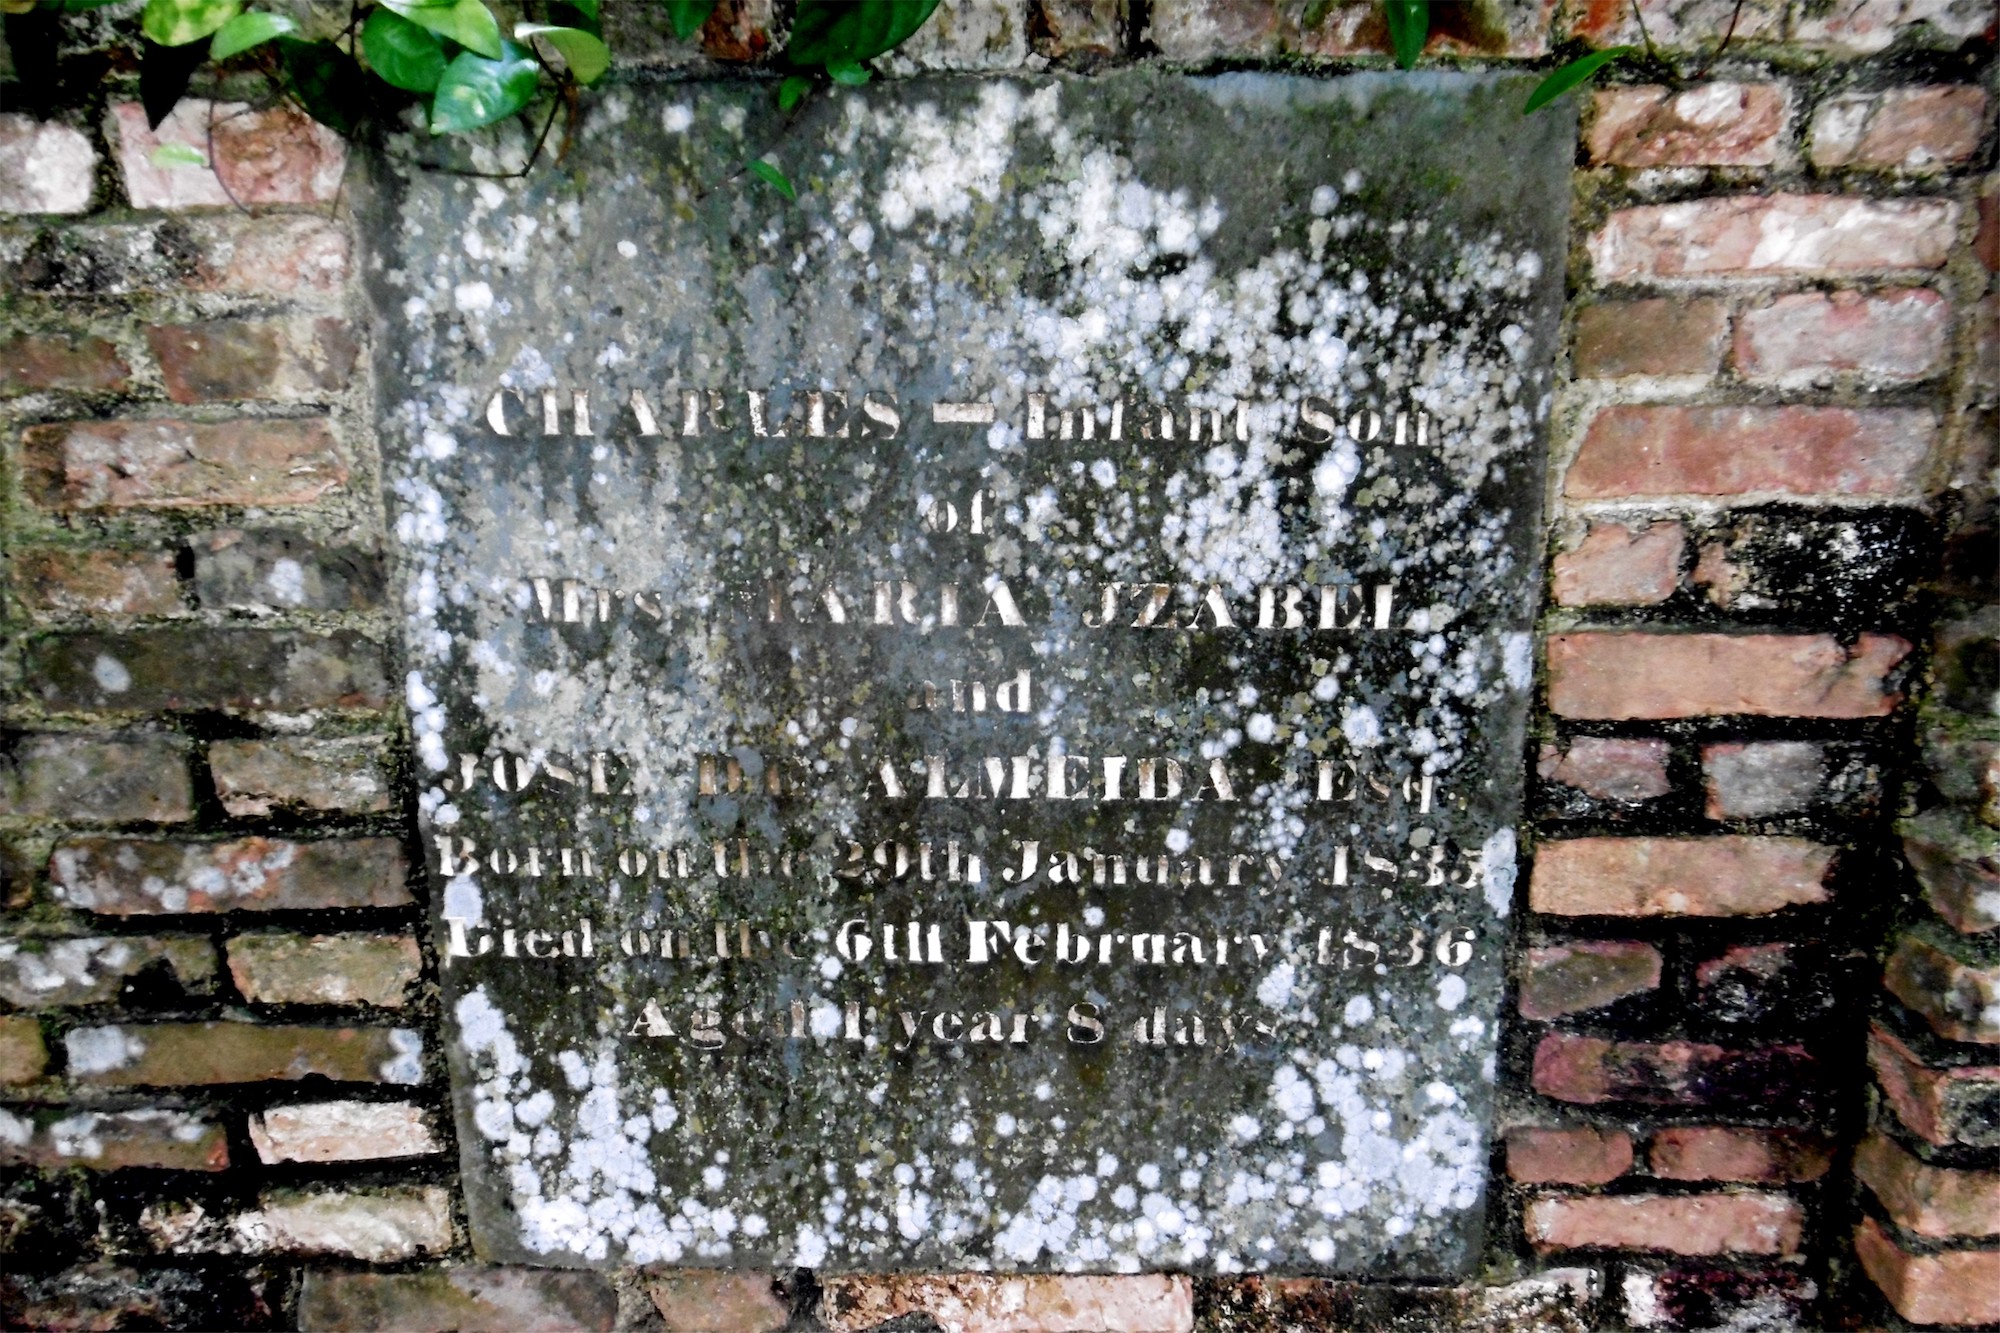 CHARLES — Infant Son
of
Mrs MARIA JZABEL
and
JOSE DE ALMEIDA Esq.
Born on the 29th January 1835
Died on the 6th February 1836
Aged 1 year 8 days